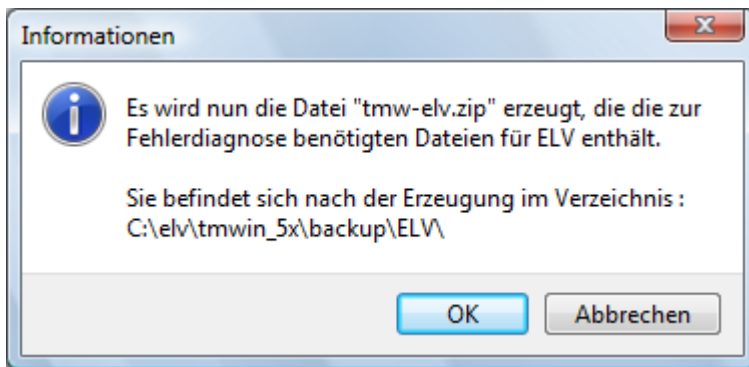 Informationen
Es wird nun die Datei "tmw-elv.zip" erzeugt, die die zur
Fehlerdiagnose benötigten Dateien für ELV enthält.
Sie befindet sich nach der Erzeugung im Verzeichnis :
C:\elv\tmwin_5x\backup\ELV\
OK
Abbrechen